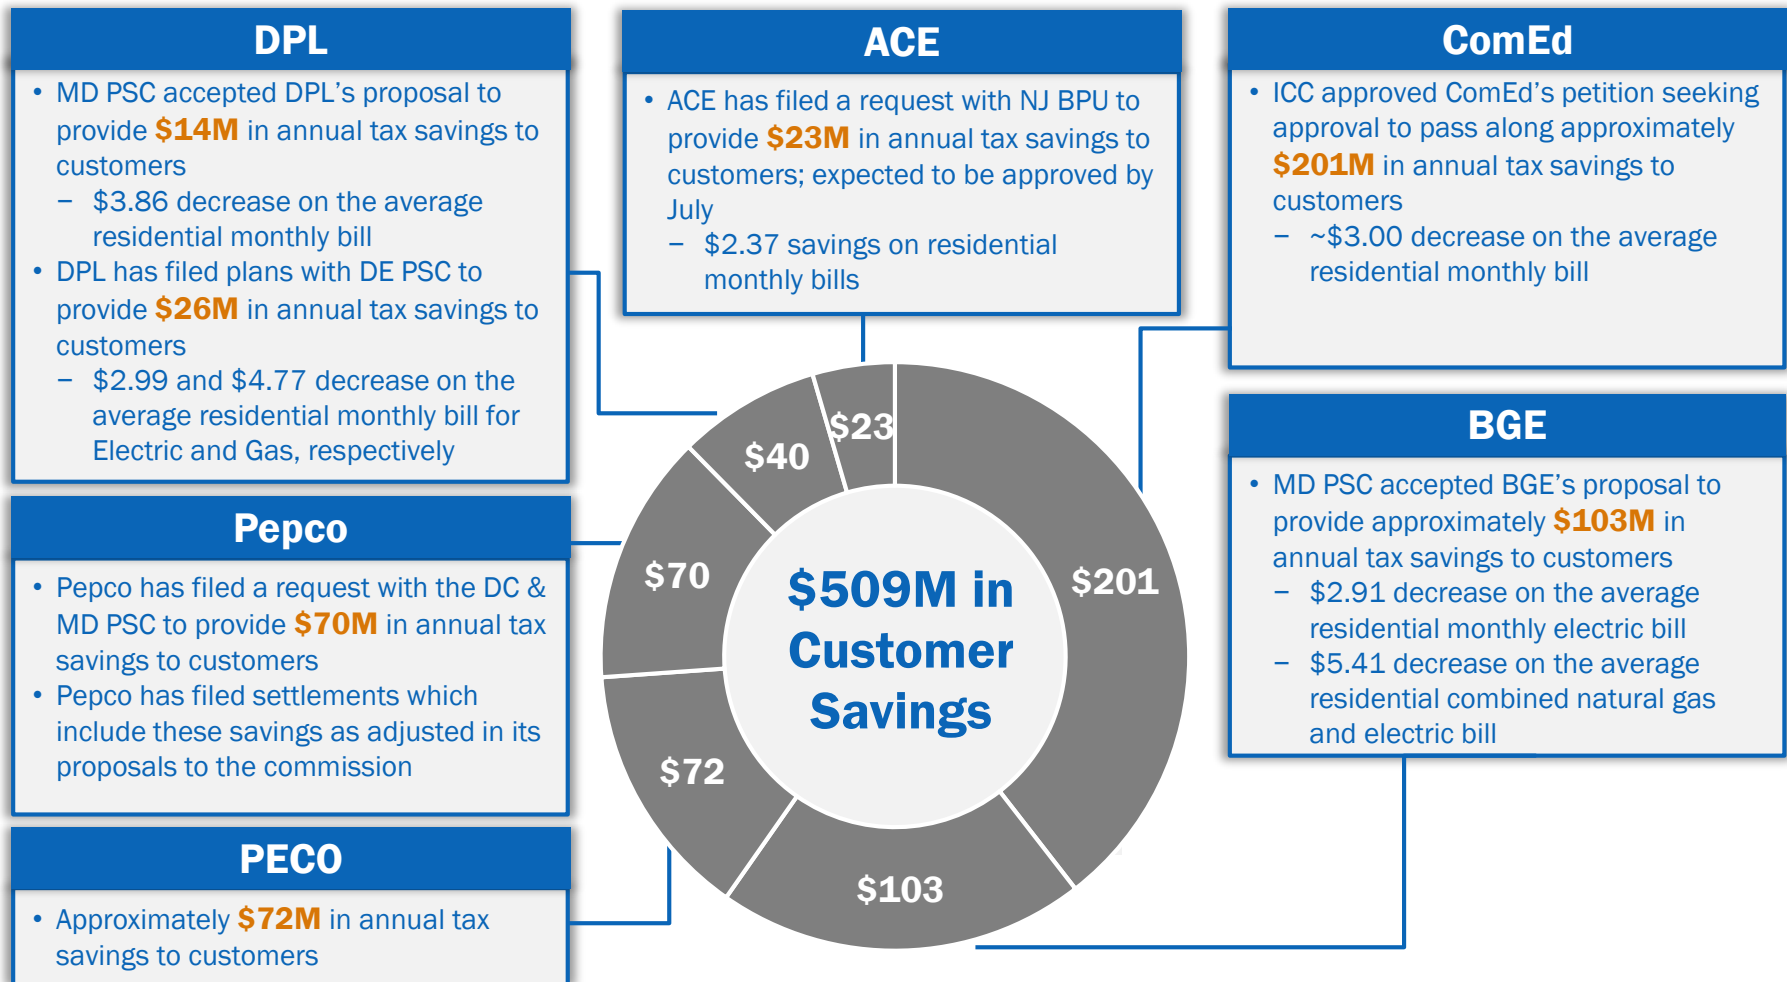 DPL
• MD PSC accepted DPL's proposal to
provide $14M in annual tax savings to
customers
− $3.86 decrease on the average
residential monthly bill
• DPL has filed plans with DE PSC to
provide $26M in annual tax savings to
customers
− $2.99 and $4.77 decrease on the
average residential monthly bill for
Electric and Gas, respectively
ACE
• ACE has filed a request with NJ BPU to
provide $23M in annual tax savings to
customers; expected to be approved by
July
− $2.37 savings on residential
monthly bills
ComEd
• ICC approved ComEd's petition seeking
approval to pass along approximately
$201M in annual tax savings to
customers
− ~$3.00 decrease on the average
residential monthly bill
Pepco
• Pepco has filed a request with the DC &
MD PSC to provide $70M in annual tax
savings to customers
• Pepco has filed settlements which
include these savings as adjusted in its
proposals to the commission
BGE
• MD PSC accepted BGE's proposal to
provide approximately $103M in
annual tax savings to customers
− $2.91 decrease on the average
residential monthly electric bill
− $5.41 decrease on the average
residential combined natural gas
and electric bill
PECO
• Approximately $72M in annual tax
savings to customers
$23
$40
$70
$201
$72
$103
$509M in
Customer
Savings